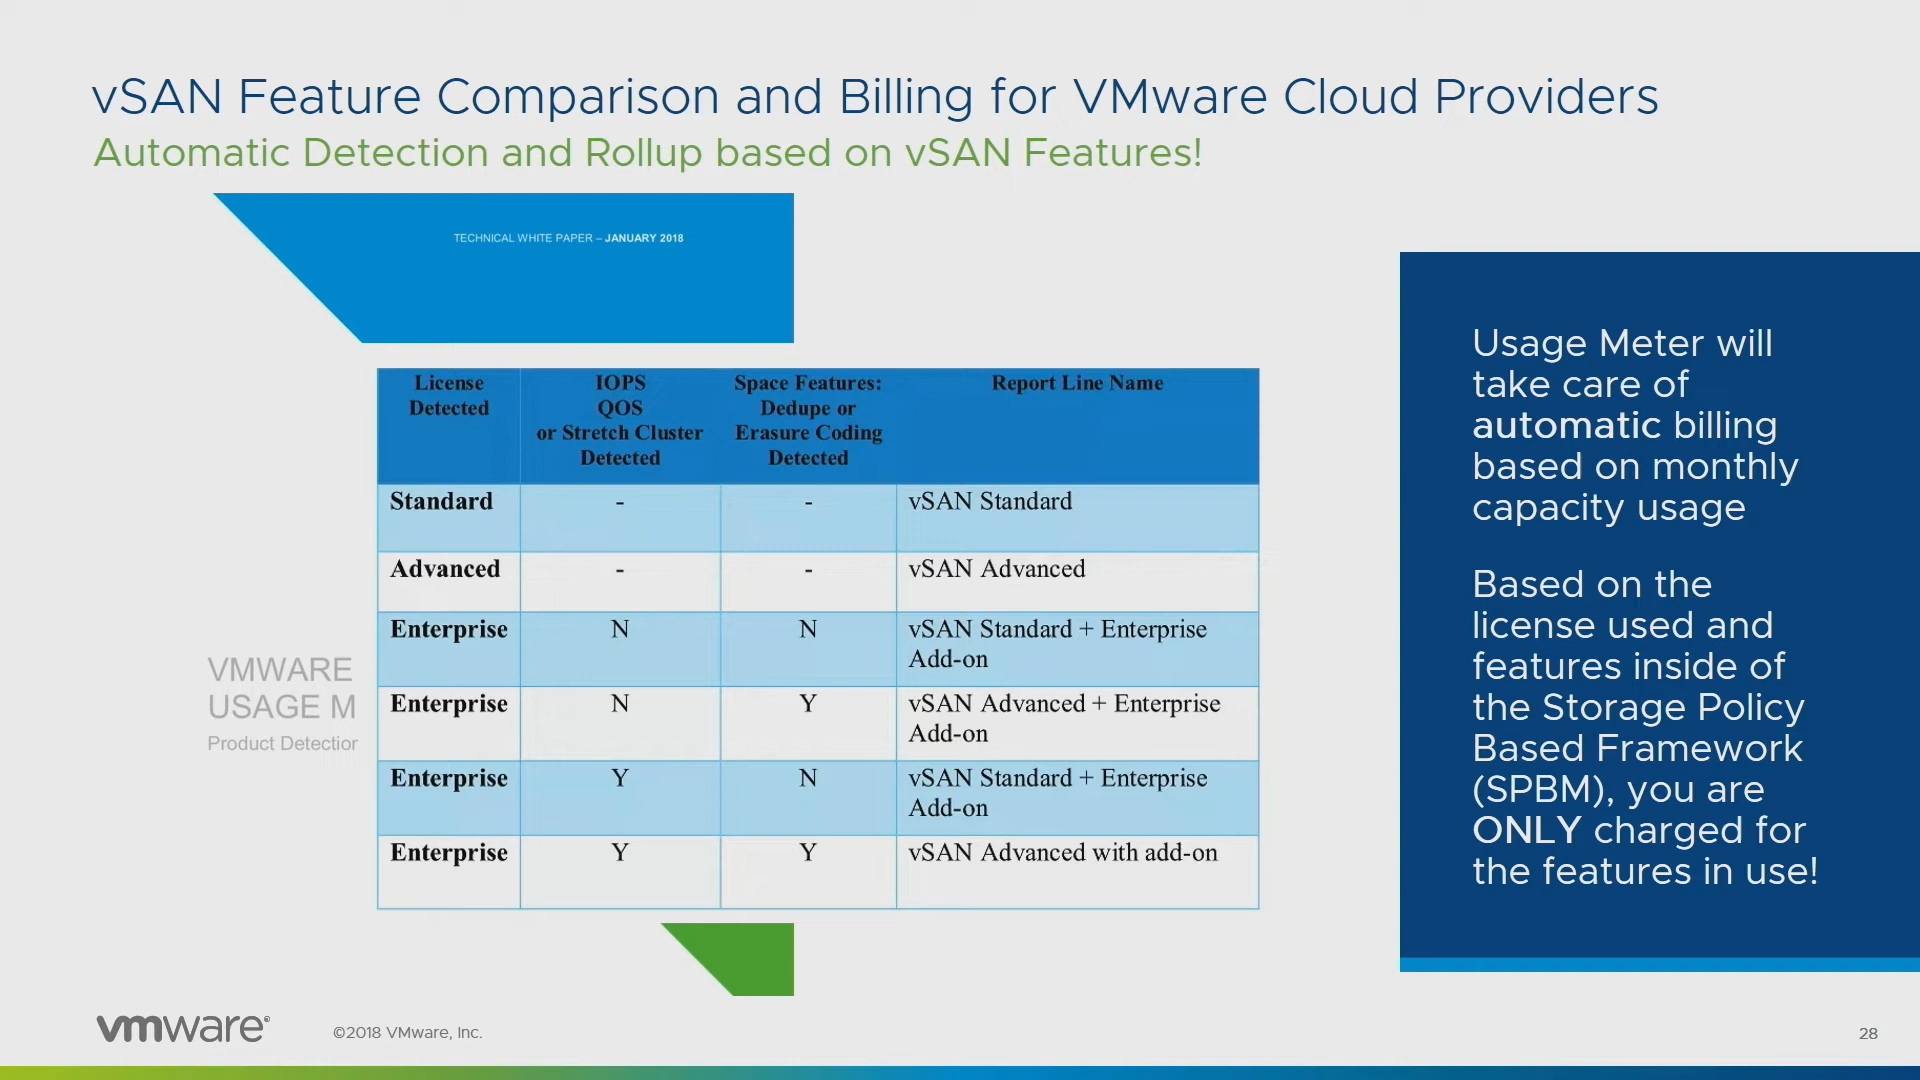 vSAN Feature Comparison and Billing for VMware Cloud Providers
Automatic Detection and Rollup based on vSAN Features!
TECHNICAL WHITE PAPER – JANUARY 2018
License
Detected
IOPS
QOS
or Stretch Cluster
Detected
Space Features:
Dedupe or
Erasure Coding
Detected
Report Line Name
Standard - - vSAN Standard
Advanced - - vSAN Advanced
Enterprise N N vSAN Standard + Enterprise
Add-on
Enterprise N Y vSAN Advanced + Enterprise
Add-on
Enterprise Y N vSAN Standard + Enterprise
Add-on
Enterprise Y Y vSAN Advanced with add-on
VMWARE
USAGE M
Product Detection
Usage Meter will
take care of
automatic billing
based on monthly
capacity usage
Based on the
license used and
features inside of
the Storage Policy
Based Framework
(SPBM), you are
ONLY charged for
the features in use!
vmware®
©2018 VMware, Inc.
28